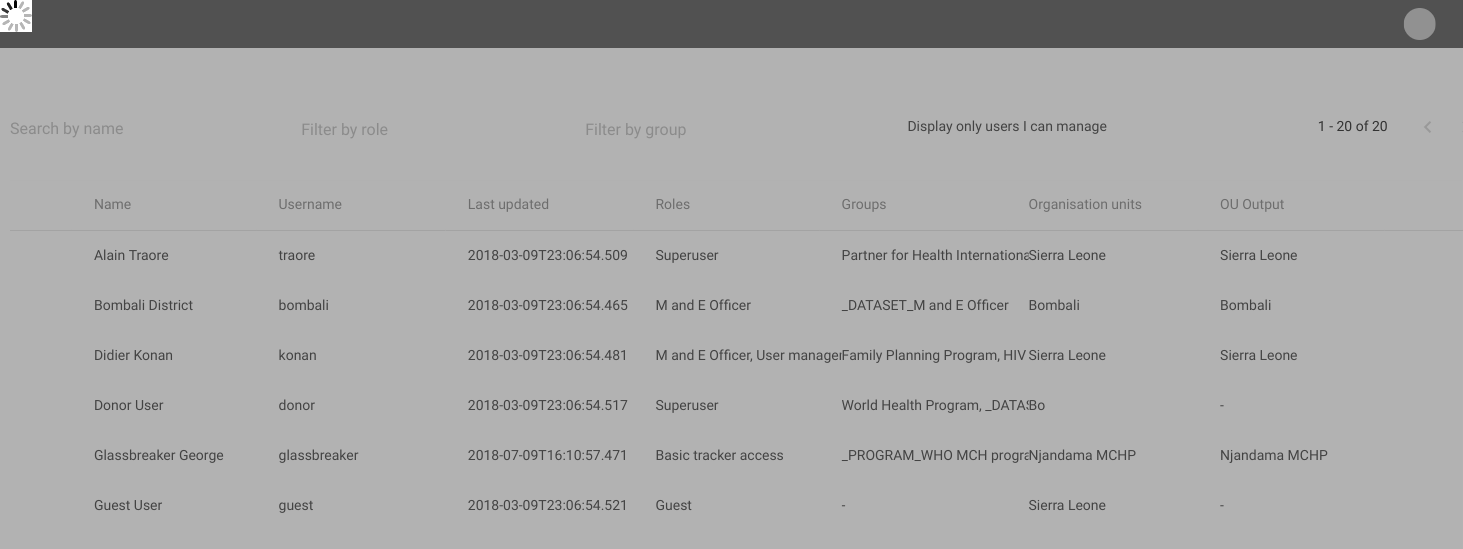 Search by name Filter by role Filter by group Display only users I can manage 1 - 20 of 20
Name Username Last updated Roles Groups Organisation units OU Output
Alain Traore traore 2018-03-09T23:06:54.509 Superuser Partner for Health Internationa Sierra Leone Sierra Leone
Bombali District bombali 2018-03-09T23:06:54.465 M and E Officer _DATASET_M and E Officer Bombali Bombali
Didier Konan konan 2018-03-09T23:06:54.481 M and E Officer, User manager Family Planning Program, HIV Sierra Leone Sierra Leone
Donor User donor 2018-03-09T23:06:54.517 Superuser World Health Program, _DATAS Bo -
Glassbreaker George glassbreaker 2018-07-09T16:10:57.471 Basic tracker access _PROGRAM_WHO MCH progra Njandama MCHP Njandama MCHP
Guest User guest 2018-03-09T23:06:54.521 Guest - Sierra Leone -